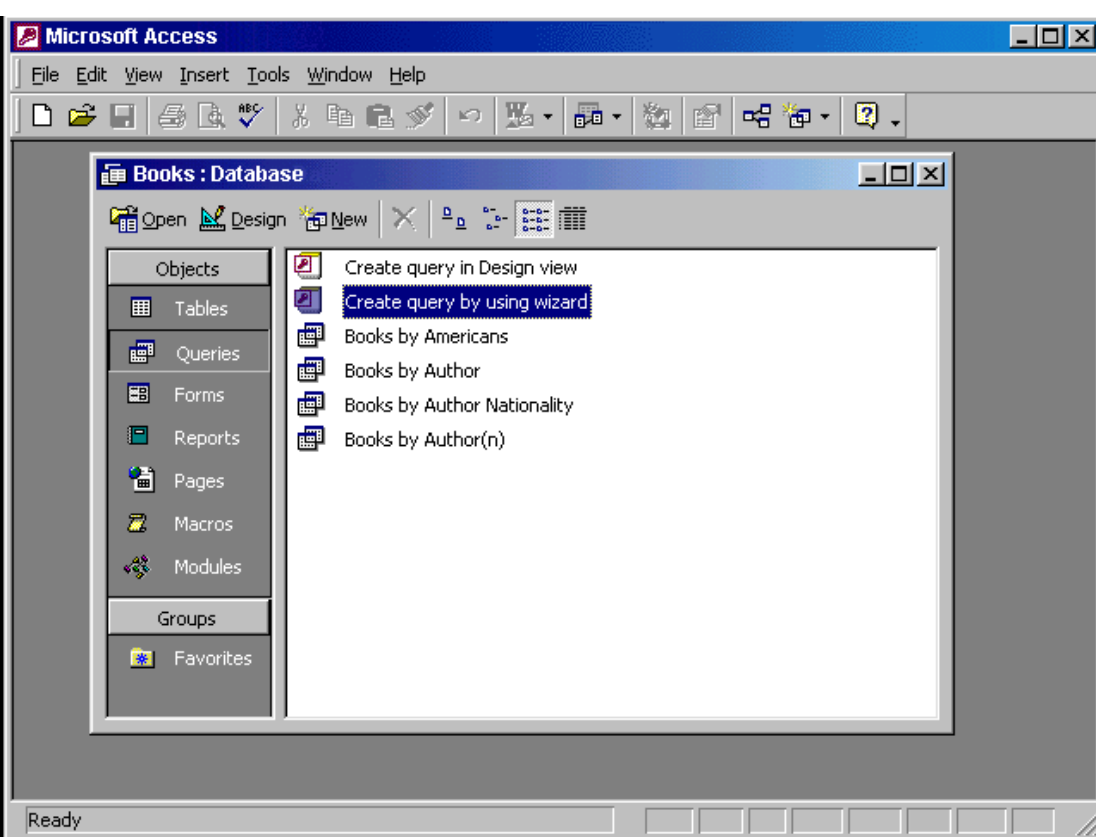 Microsoft Access
File Edit View Insert Tools Window Help
ABC
Books : Database
Open Design New
Objects
Tables
Queries
Forms
Reports
Pages
Macros
Modules
Groups
Favorites
Create query in Design view
Create query by using wizard
Books by Americans
Books by Author
Books by Author Nationality
Books by Author(n)
Ready